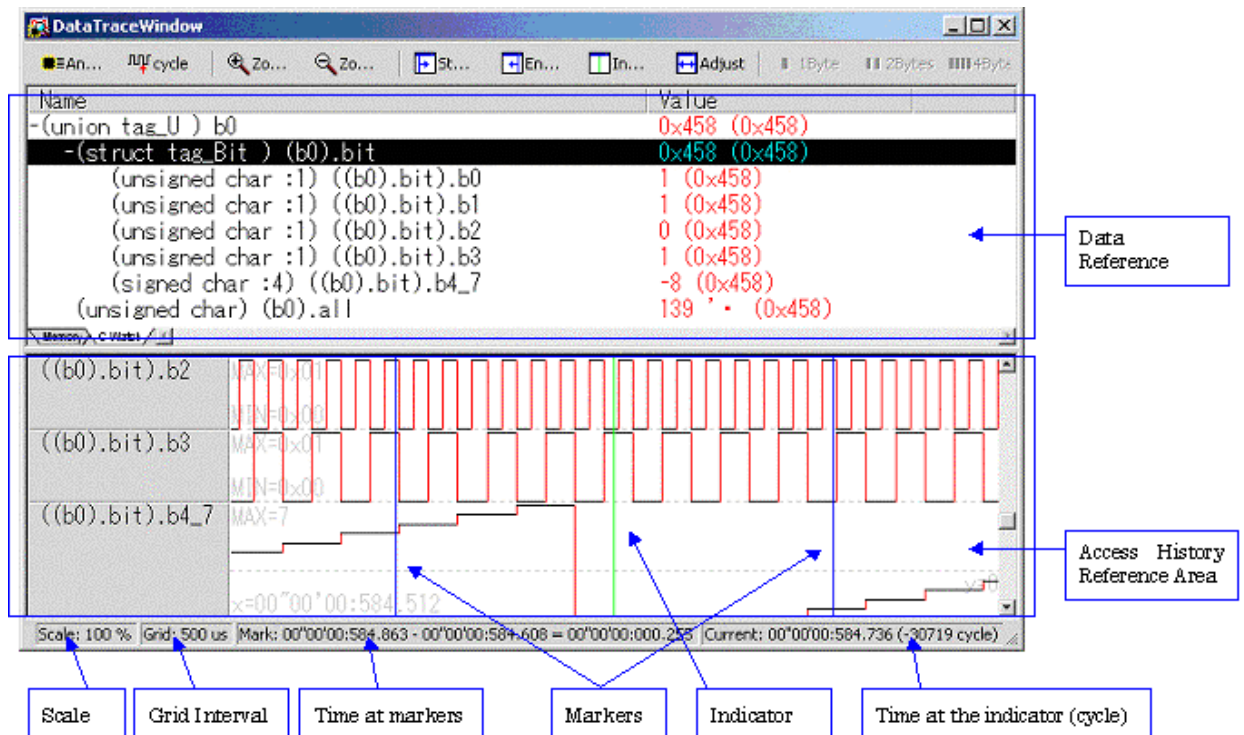 DataTraceWindow
An... cycle Zo... Zo... St... En... In... Adjust 1Byte 2Bytes 4Byte
Name Value
-(union tag_U ) b0 0x458 (0x458)
-(struct tag_Bit ) (b0).bit 0x458 (0x458)
(unsigned char :1) ((b0).bit).b0 1 (0x458)
(unsigned char :1) ((b0).bit).b1 1 (0x458)
(unsigned char :1) ((b0).bit).b2 0 (0x458)
(unsigned char :1) ((b0).bit).b3 1 (0x458)
(signed char :4) ((b0).bit).b4_7 -8 (0x458)
(unsigned char) (b0).all 139 '・ (0x458)
Data
Reference
Memory C Watch
((b0).bit).b2 MAX=0x01
MIN=0x00
((b0).bit).b3 MAX=0x01
MIN=0x00
((b0).bit).b4_7 MAX=7
Access History
Reference Area
x=00"00'00:584.512
Scale: 100 % Grid: 500 us Mark: 00"00'00:584.863 - 00"00'00:584.608 = 00"00'00:000.255 Current: 00"00'00:584.736 (-30719 cycle)
Scale Grid Interval Time at markers Markers Indicator Time at the indicator (cycle)